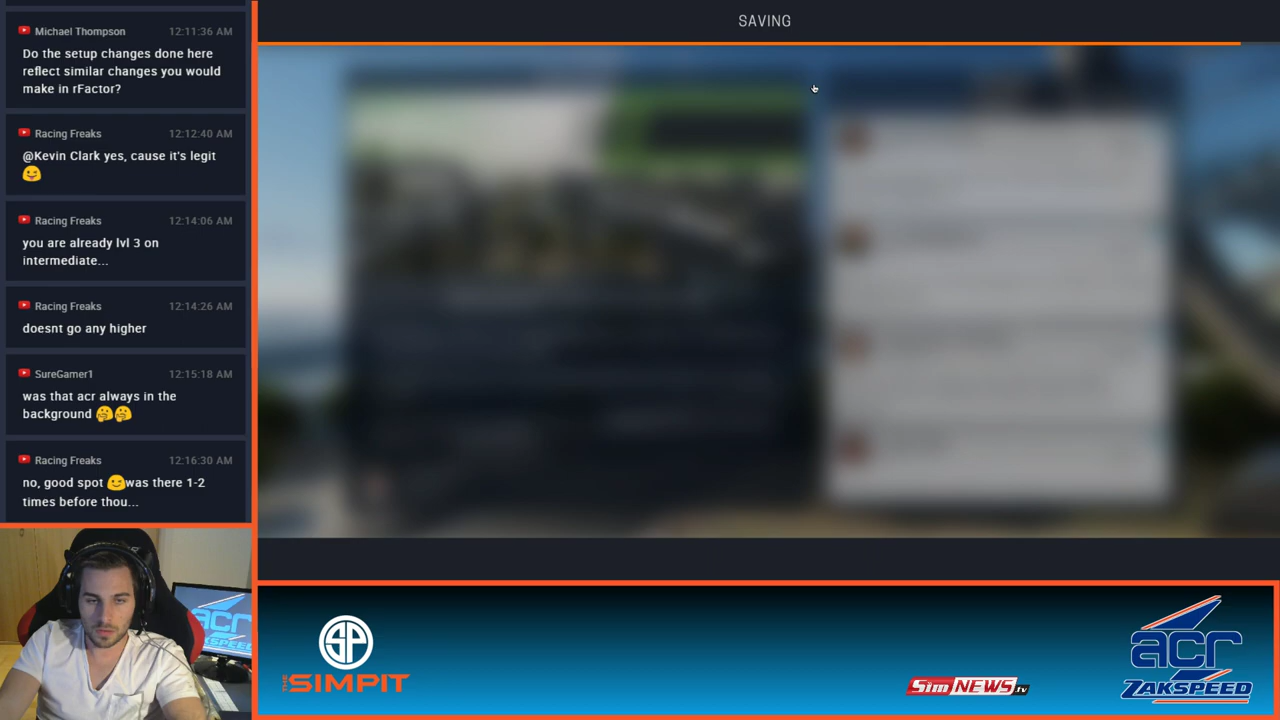 SAVING
Michael Thompson 12:11:36 AM
Do the setup changes done here
reflect similar changes you would
make in rFactor?
Racing Freaks 12:12:40 AM
@Kevin Clark yes, cause it's legit
😜
Racing Freaks 12:14:06 AM
you are already lvl 3 on
intermediate...
Racing Freaks 12:14:26 AM
doesnt go any higher
SureGamer1 12:15:18 AM
was that acr always in the
background 🤔🤔
Racing Freaks 12:16:30 AM
no, good spot 😉was there 1-2
times before thou...
acr
SP
THE SIMPIT
SimNEWS.tv
acr
ZAKSPEED